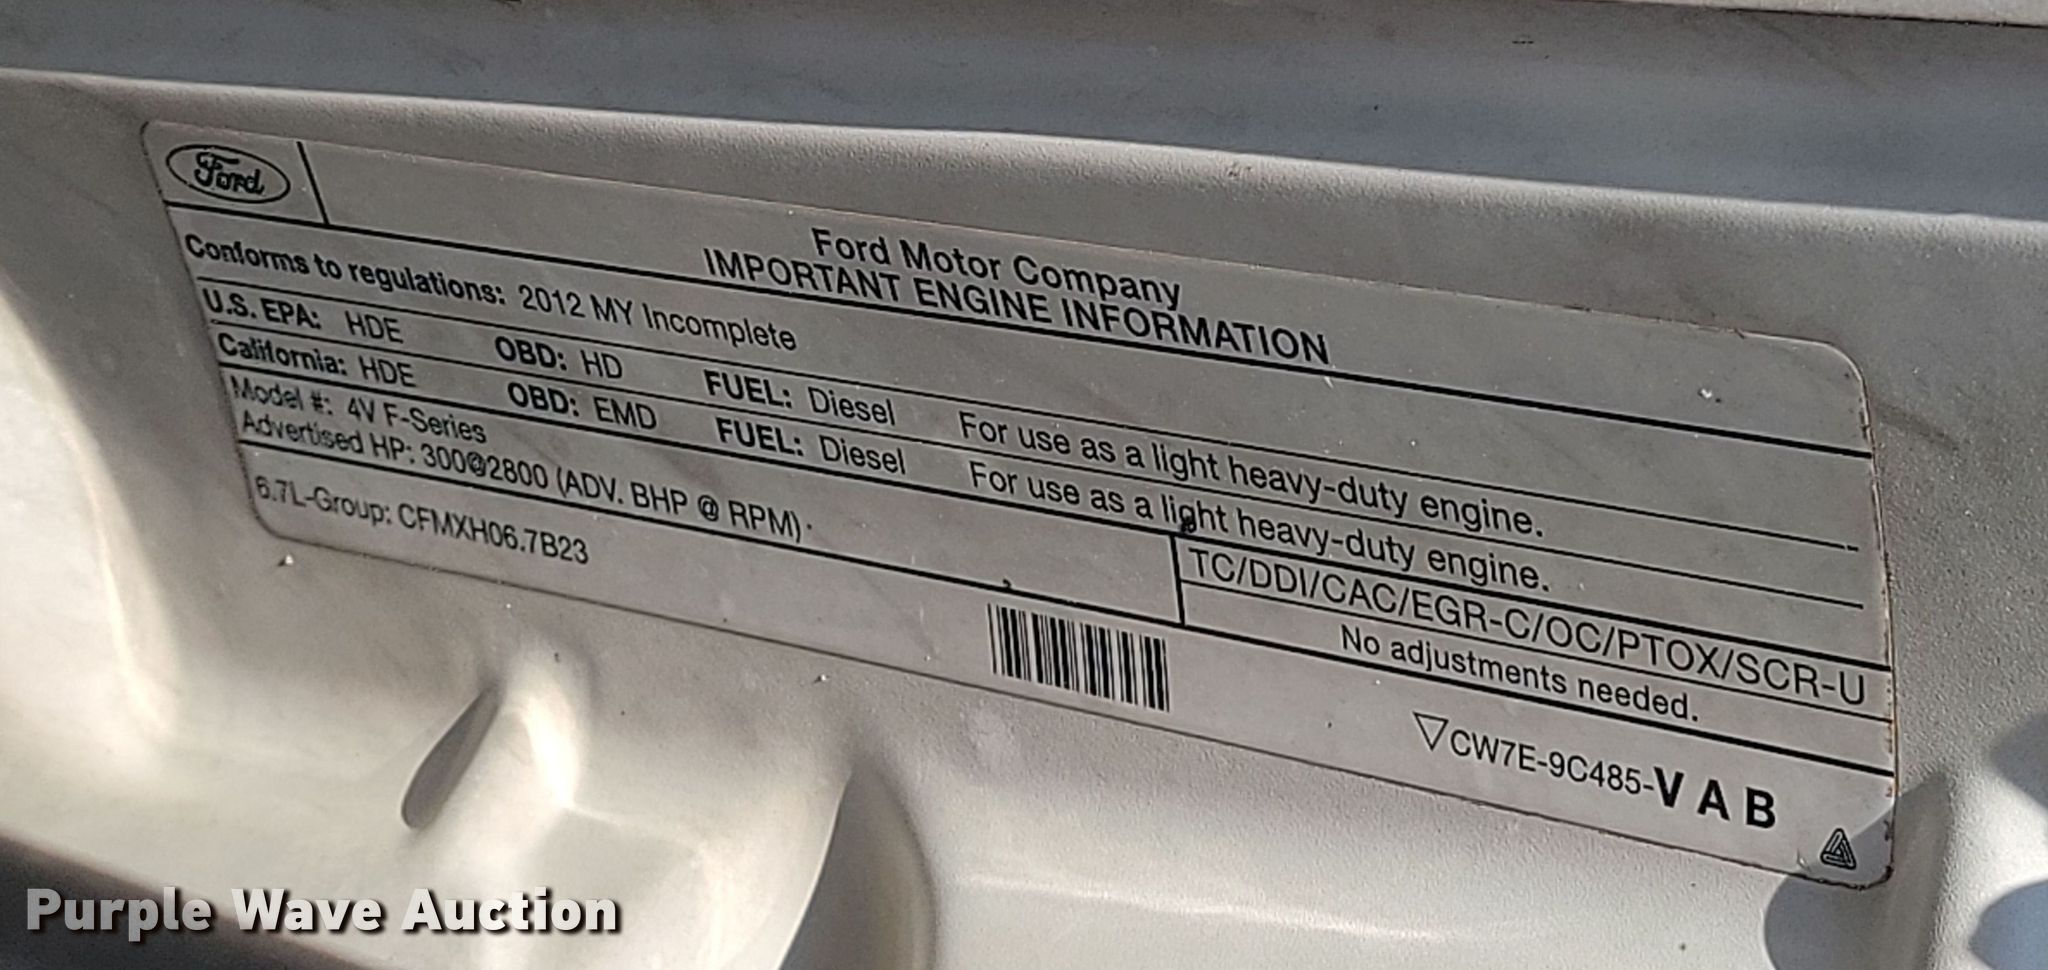 Ford
Ford Motor Company
IMPORTANT ENGINE INFORMATION
Conforms to regulations: 2012 MY Incomplete
U.S. EPA: HDE OBD: HD FUEL: Diesel For use as a light heavy-duty engine.
California: HDE OBD: EMD FUEL: Diesel For use as a light heavy-duty engine.
Model #: 4V F-Series
Advertised HP: 300@2800 (ADV. BHP @ RPM)
TC/DDI/CAC/EGR-C/OC/PTOX/SCR-U
No adjustments needed.
6.7L-Group: CFMXH06.7B23
▽CW7E-9C485-VAB
Purple Wave Auction